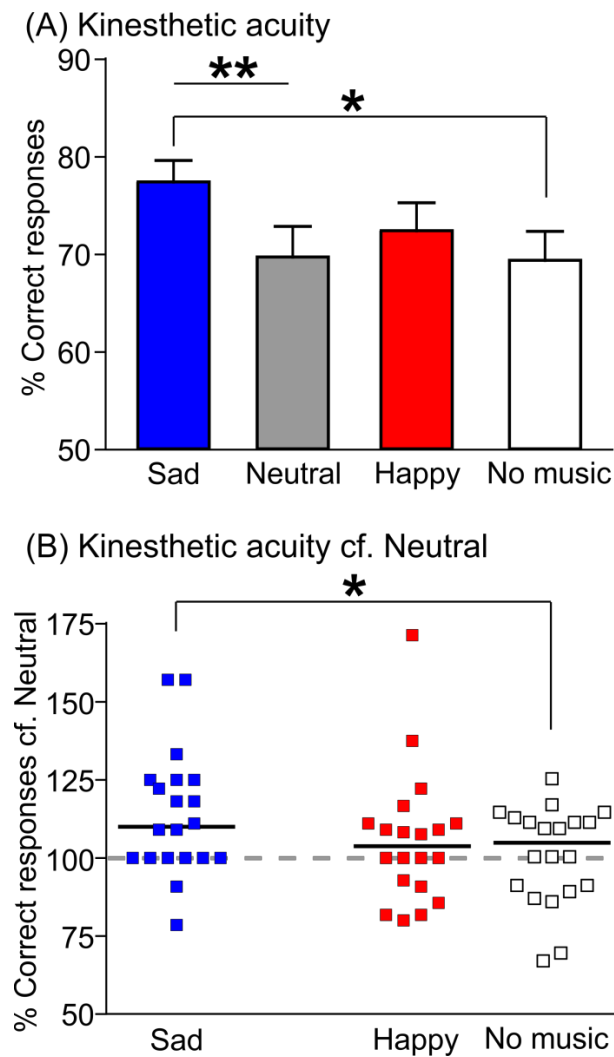 (A) Kinesthetic acuity
% Correct responses
90
80
70
60
50
**
*
Sad Neutral Happy No music
(B) Kinesthetic acuity cf. Neutral
% Correct responses cf. Neutral
175
150
125
100
75
50
*
Sad Happy No music